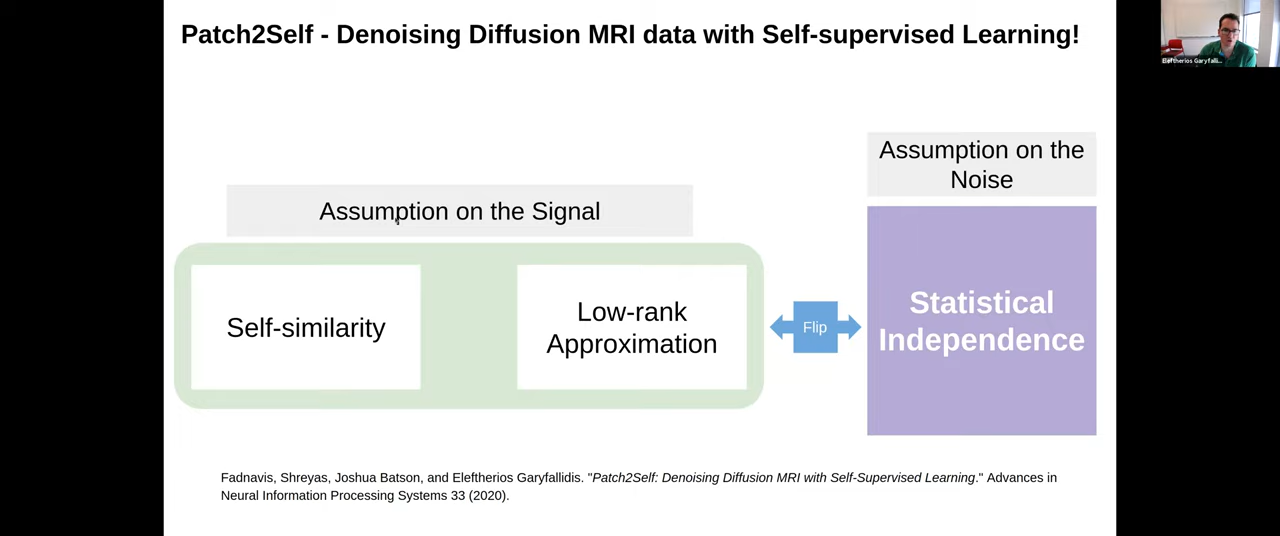 Patch2Self - Denoising Diffusion MRI data with Self-supervised Learning!
Eleftherios Garyfalli...
Assumption on the
Noise
Assumption on the Signal
Self-similarity
Low-rank
Approximation
Flip
Statistical
Independence
Fadnavis, Shreyas, Joshua Batson, and Eleftherios Garyfallidis. "Patch2Self: Denoising Diffusion MRI with Self-Supervised Learning." Advances in
Neural Information Processing Systems 33 (2020).